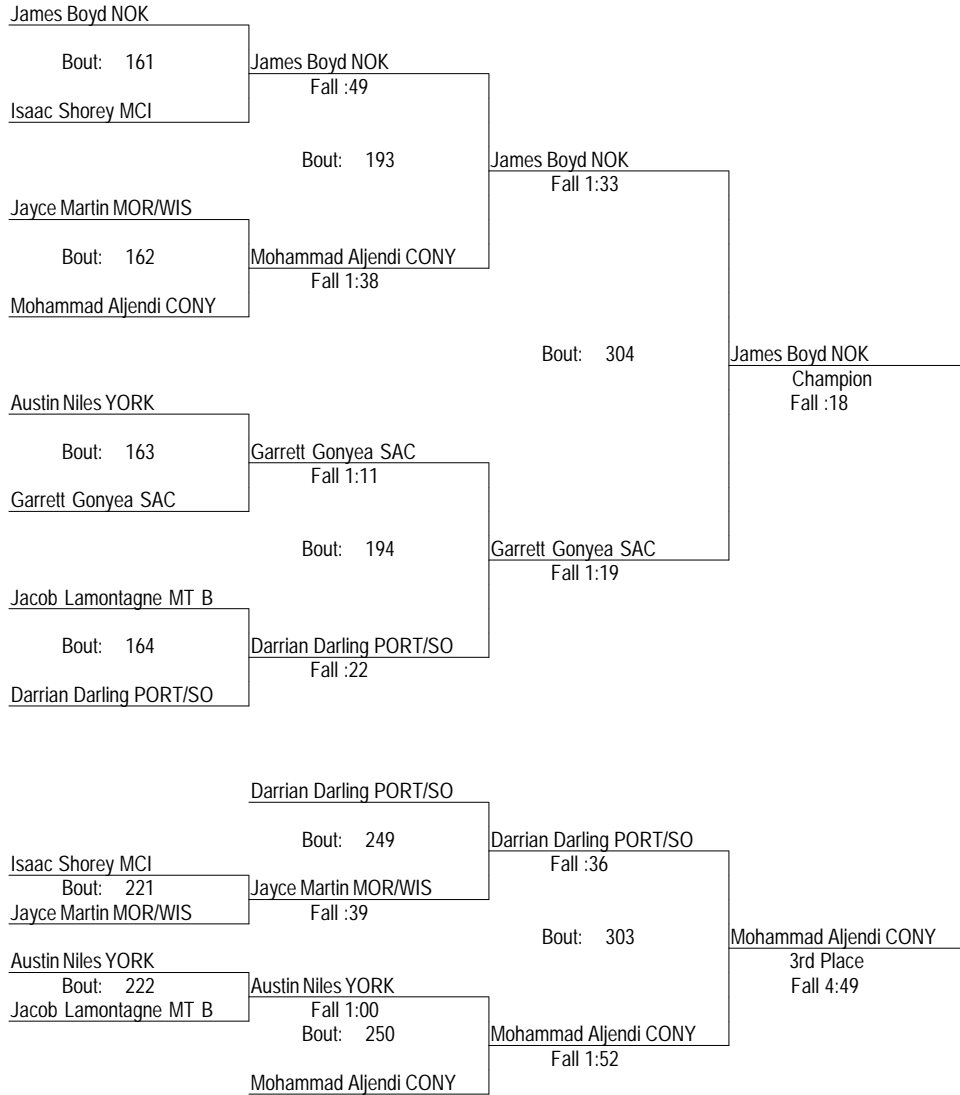 James Boyd NOK
Bout: 161
James Boyd NOK
Fall :49
Isaac Shorey MCI
Bout: 193
James Boyd NOK
Fall 1:33
Jayce Martin MOR/WIS
Bout: 162
Mohammad Aljendi CONY
Fall 1:38
Mohammad Aljendi CONY
Bout: 304
James Boyd NOK
Champion
Fall :18
Austin Niles YORK
Bout: 163
Garrett Gonyea SAC
Fall 1:11
Garrett Gonyea SAC
Bout: 194
Garrett Gonyea SAC
Fall 1:19
Jacob Lamontagne MT B
Bout: 164
Darrian Darling PORT/SO
Fall :22
Darrian Darling PORT/SO
Darrian Darling PORT/SO
Bout: 249
Darrian Darling PORT/SO
Fall :36
Isaac Shorey MCI
Bout: 221
Jayce Martin MOR/WIS
Jayce Martin MOR/WIS
Fall :39
Bout: 303
Mohammad Aljendi CONY
3rd Place
Fall 4:49
Austin Niles YORK
Bout: 222
Austin Niles YORK
Jacob Lamontagne MT B
Fall 1:00
Bout: 250
Mohammad Aljendi CONY
Fall 1:52
Mohammad Aljendi CONY